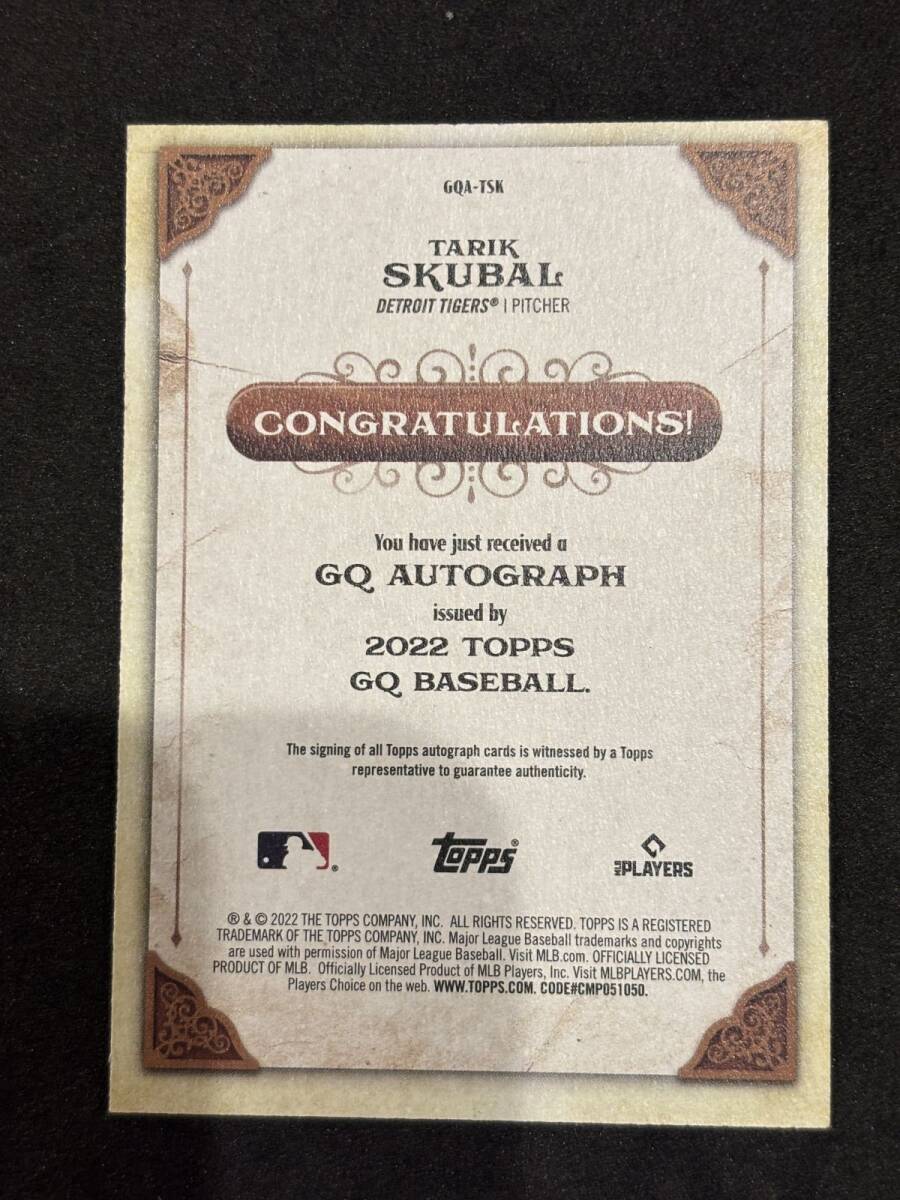 GQA-TSK
TARIK
SKUBAL
DETROIT TIGERS® | PITCHER
CONGRATULATIONS!
You have just received a
GQ AUTOGRAPH
issued by
2022 TOPPS
GQ BASEBALL.
The signing of all Topps autograph cards is witnessed by a Topps
representative to guarantee authenticity.
® topps® MLB PLAYERS
® & © 2022 THE TOPPS COMPANY, INC. ALL RIGHTS RESERVED. TOPPS IS A REGISTERED
TRADEMARK OF THE TOPPS COMPANY, INC. Major League Baseball trademarks and copyrights
are used with permission of Major League Baseball. Visit MLB.com. OFFICIALLY LICENSED
PRODUCT OF MLB. Officially Licensed Product of MLB Players, Inc. Visit MLBPLAYERS.COM, the
Players Choice on the web. WWW.TOPPS.COM. CODE#CMP051050.